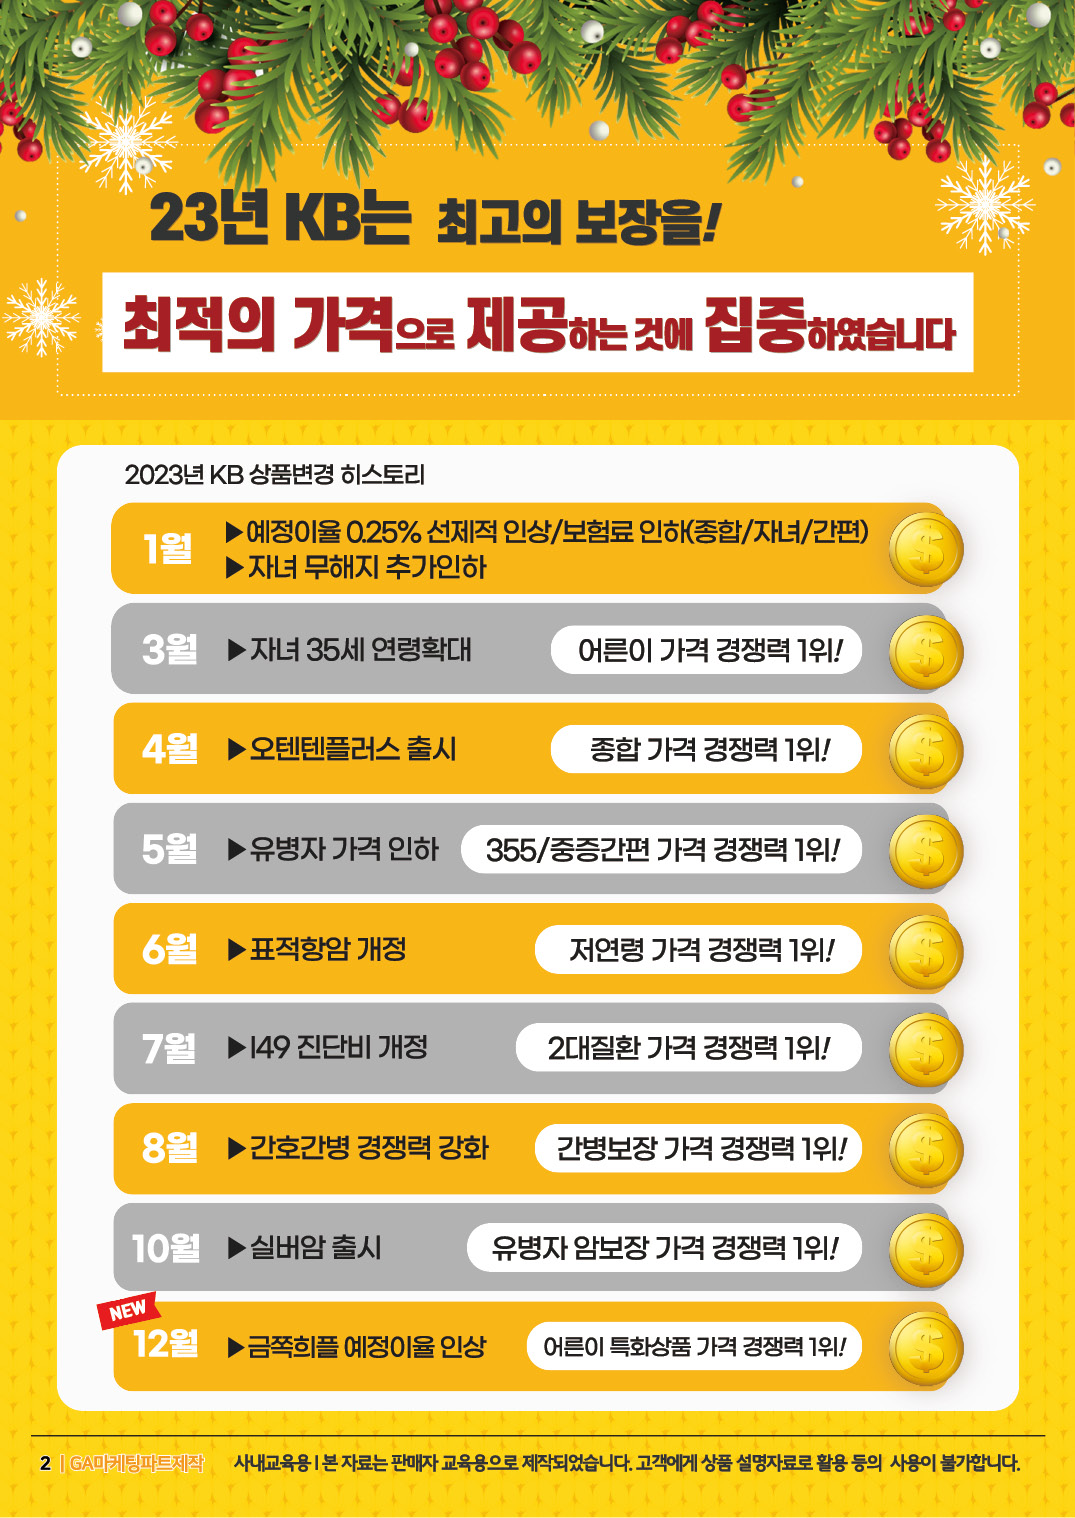 23년 KB는 최고의 보장을!
최적의 가격으로 제공하는 것에 집중하였습니다
2023년 KB 상품변경 히스토리
1월
▶예정이율 0.25% 선제적 인상/보험료 인하(종합/자녀/간편)
▶자녀 무해지 추가인하
3월 ▶자녀 35세 연령확대 어른이 가격 경쟁력 1위!
4월 ▶오텐텐플러스 출시 종합 가격 경쟁력 1위!
5월 ▶유병자 가격 인하 355/중증간편 가격 경쟁력 1위!
6월 ▶표적항암 개정 저연령 가격 경쟁력 1위!
7월 ▶I49 진단비 개정 2대질환 가격 경쟁력 1위!
8월 ▶간호간병 경쟁력 강화 간병보장 가격 경쟁력 1위!
10월 ▶실버암 출시 유병자 암보장 가격 경쟁력 1위!
NEW
12월 ▶금쪽희플 예정이율 인상 어른이 특화상품 가격 경쟁력 1위!
2 | GA마케팅파트제작 사내교육용 I 본 자료는 판매자 교육용으로 제작되었습니다. 고객에게 상품 설명자료로 활용 등의 사용이 불가합니다.